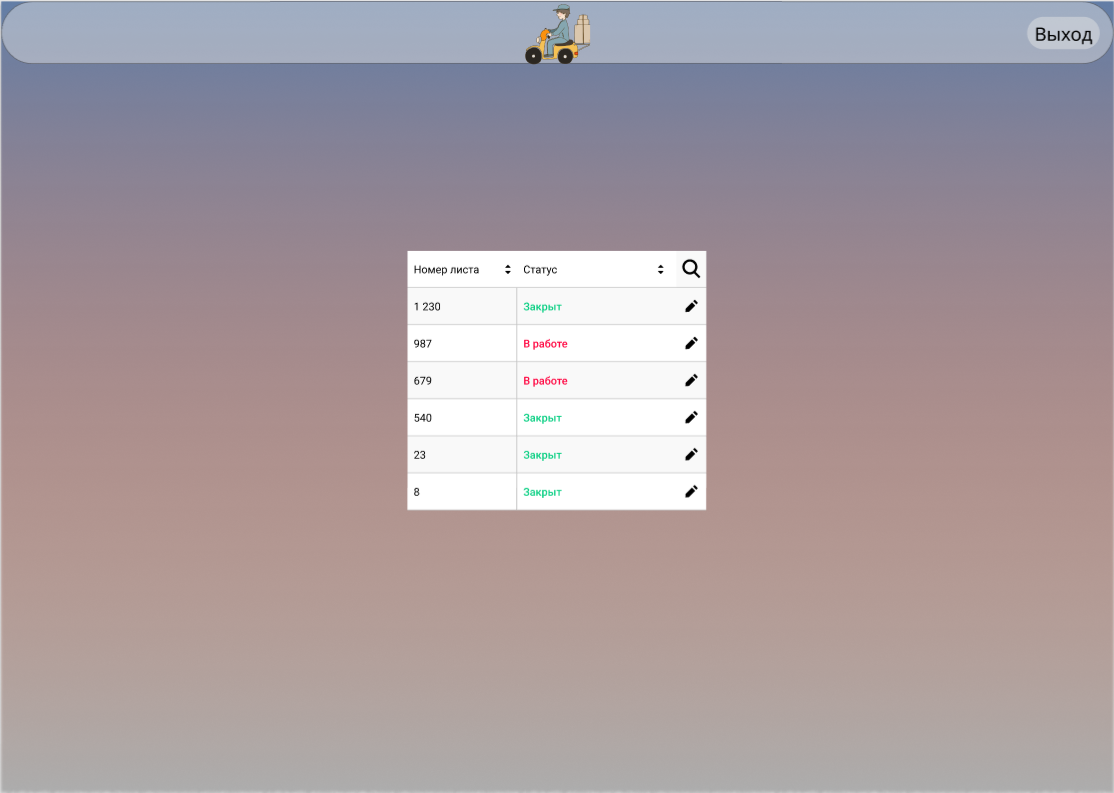 Выход
Номер листа Статус
1 230 Закрыт
987 В работе
679 В работе
540 Закрыт
23 Закрыт
8 Закрыт